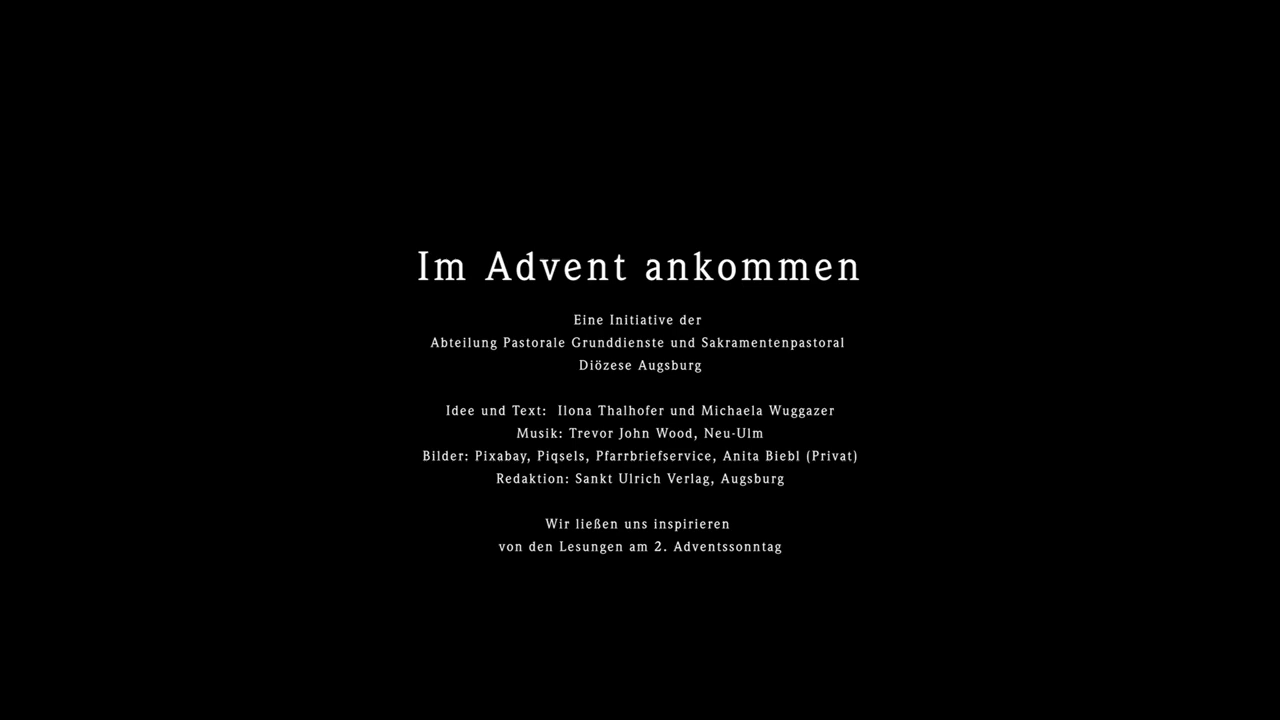 Im Advent ankommen
Eine Initiative der
Abteilung Pastorale Grunddienste und Sakramentenpastoral
Diözese Augsburg
Idee und Text:  Ilona Thalhofer und Michaela Wuggazer
Musik: Trevor John Wood, Neu-Ulm
Bilder: Pixabay, Piqsels, Pfarrbriefservice, Anita Biebl (Privat)
Redaktion: Sankt Ulrich Verlag, Augsburg
Wir ließen uns inspirieren
von den Lesungen am 2. Adventssonntag